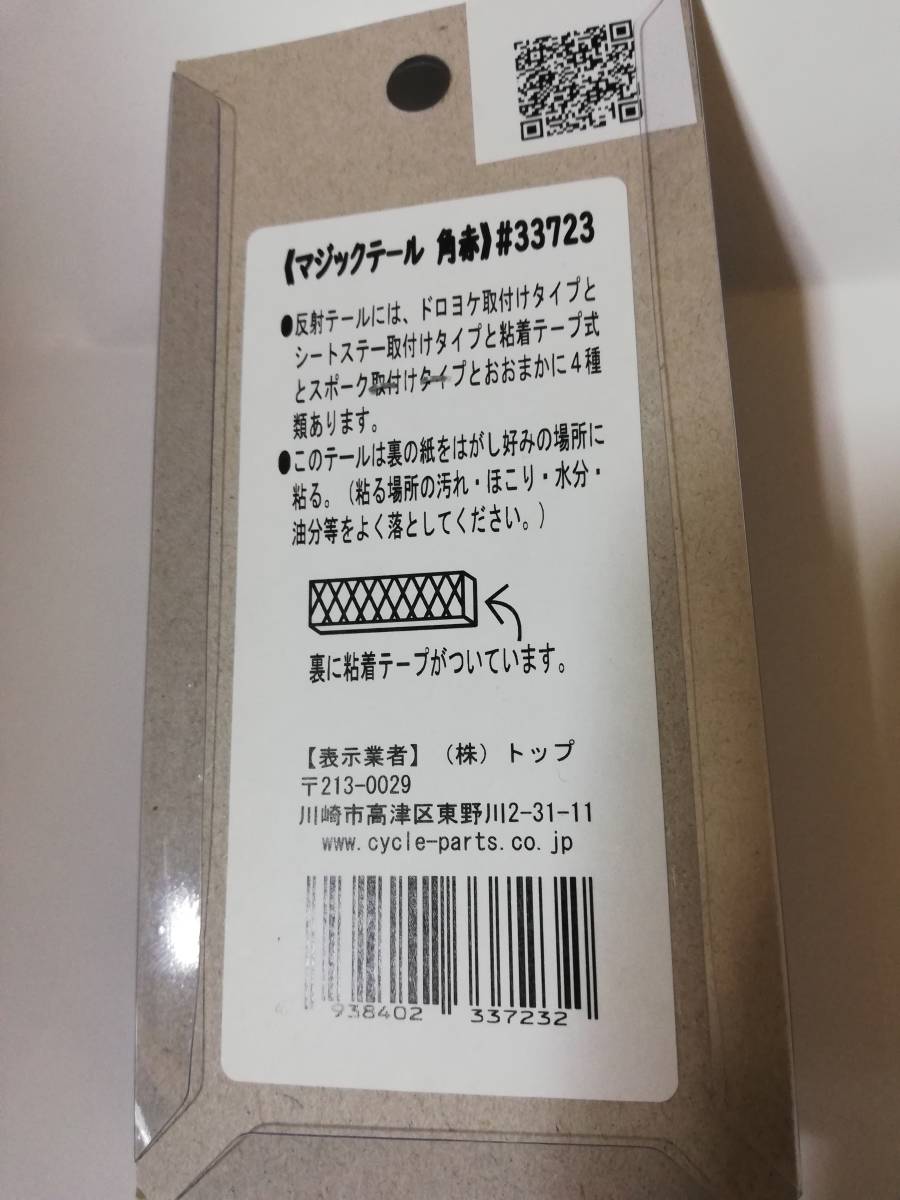 《マジックテール 角赤》#33723
●反射テールには、ドロヨケ取付けタイプと
シートステー取付けタイプと粘着テープ式
とスポーク取付けタイプとおおまかに4種
類あります。
●このテールは裏の紙をはがし好みの場所に
粘る。（粘る場所の汚れ・ほこり・水分・
油分等をよく落としてください。）
裏に粘着テープがついています。
【表示業者】（株）トップ
〒213-0029
川崎市高津区東野川2-31-11
www.cycle-parts.co.jp
938402 337232